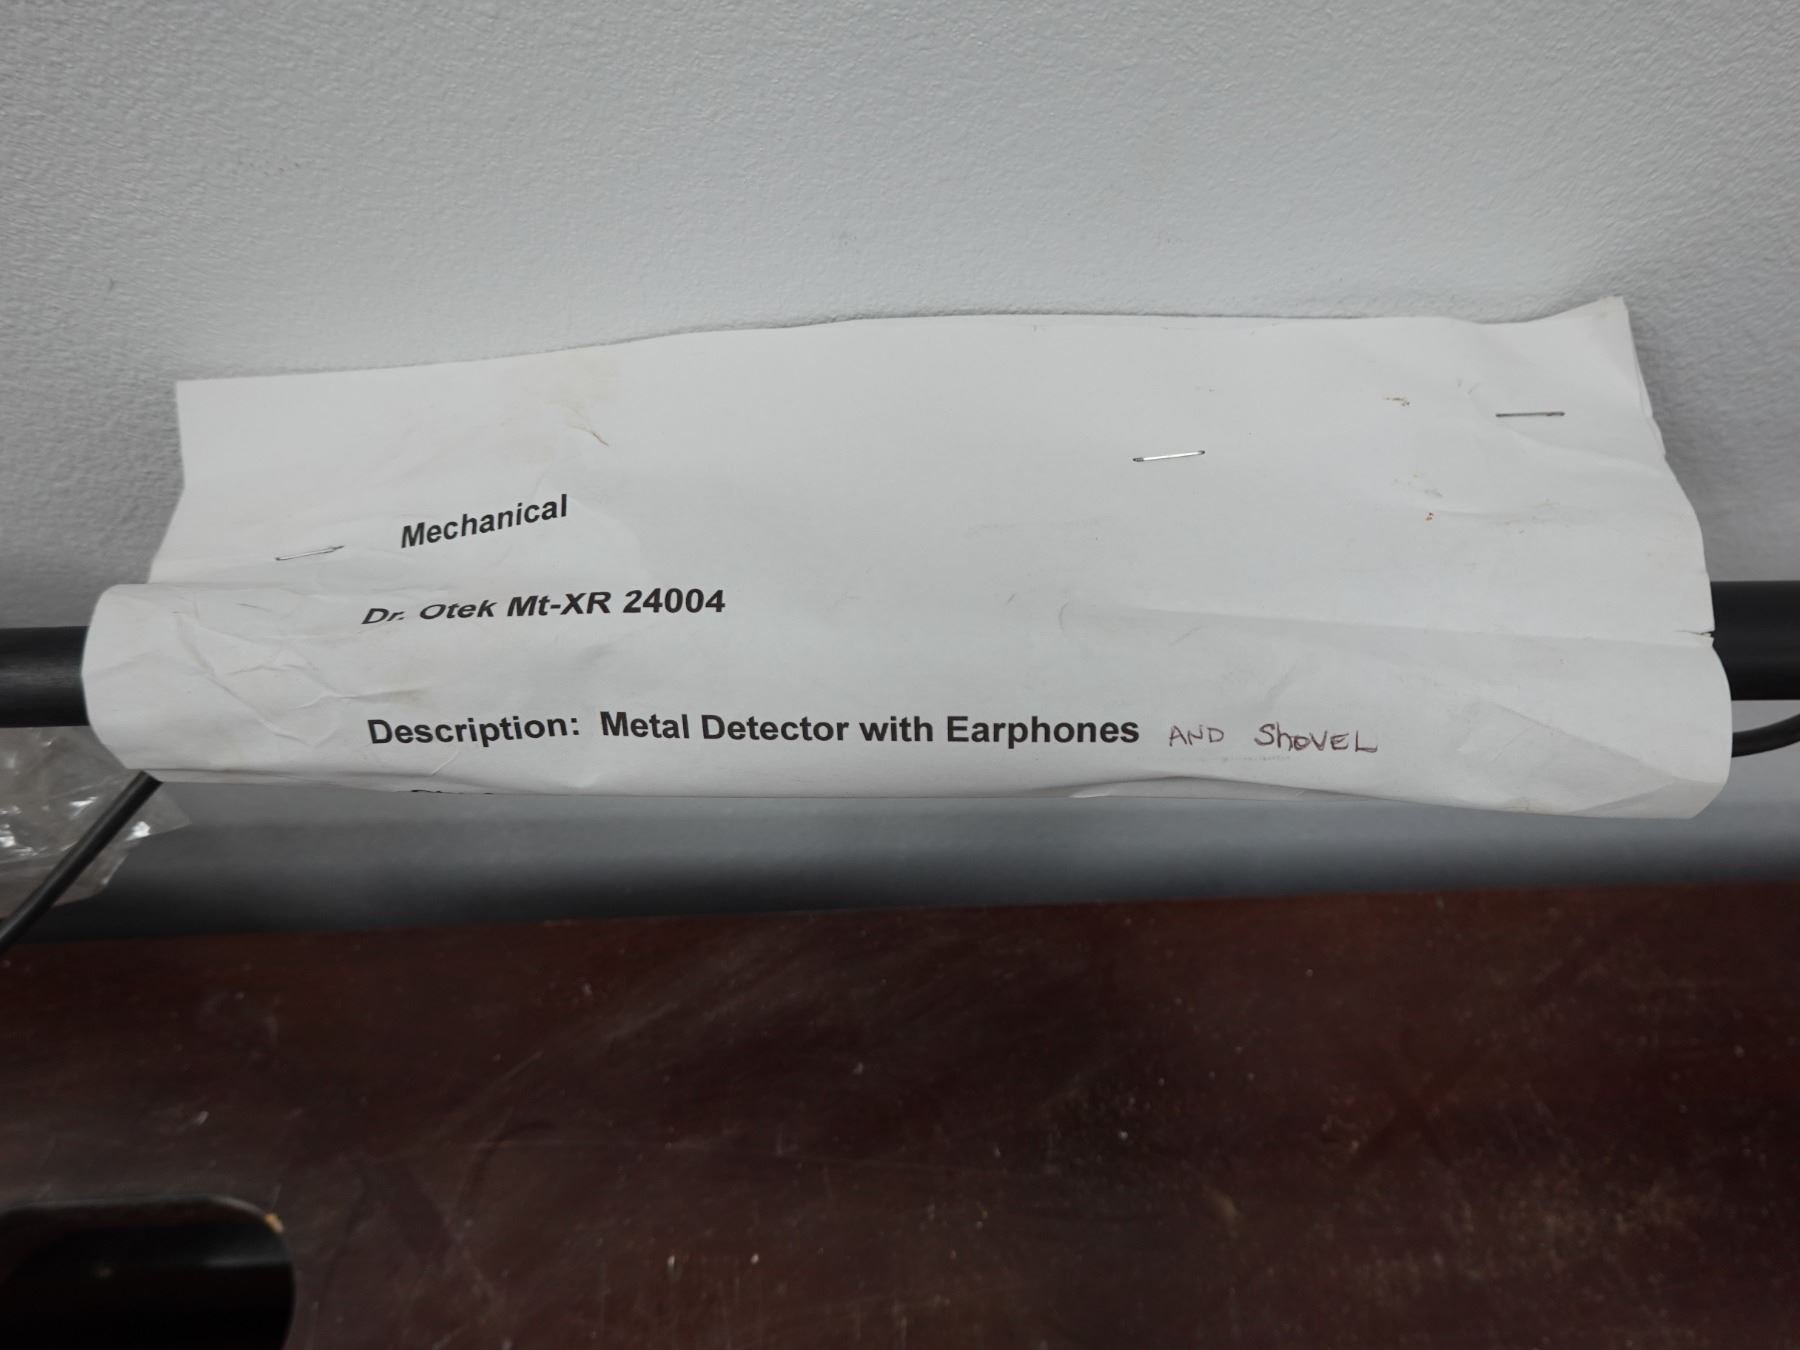 Mechanical
Dr. Otek Mt-XR 24004
Description: Metal Detector with Earphones AND ShOVEL